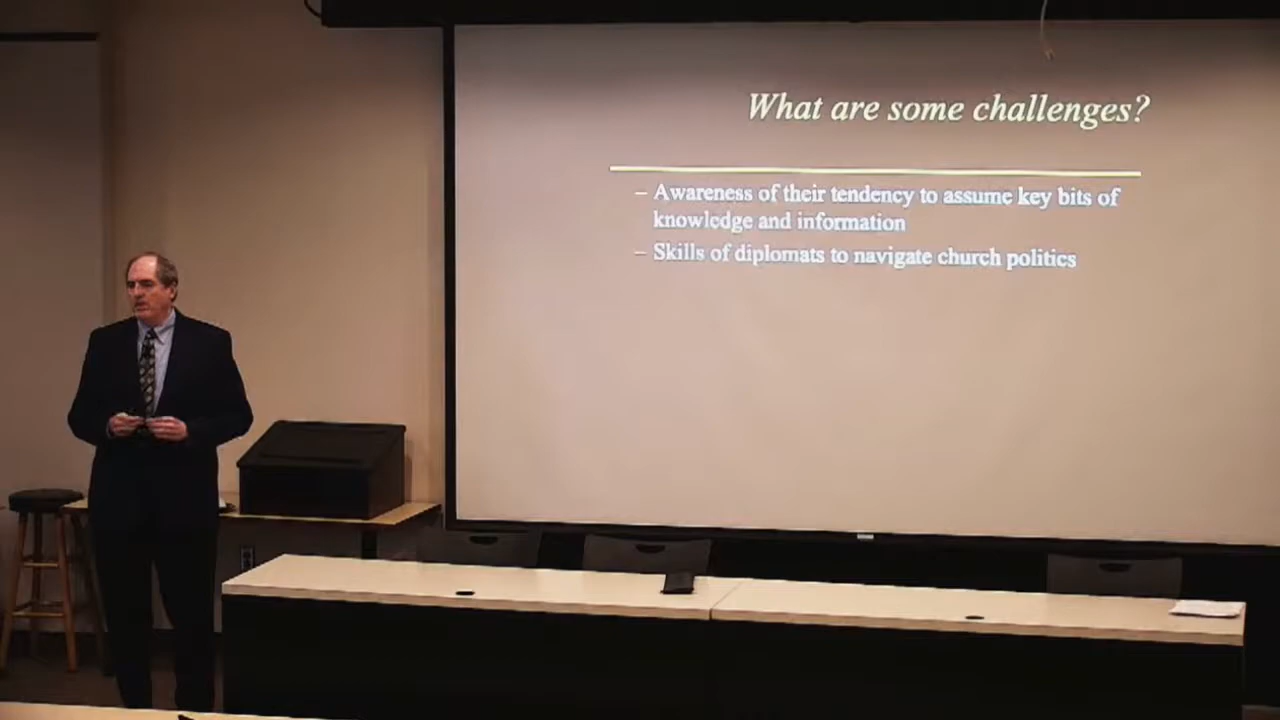 What are some challenges?
– Awareness of their tendency to assume key bits of
knowledge and information
– Skills of diplomats to navigate church politics